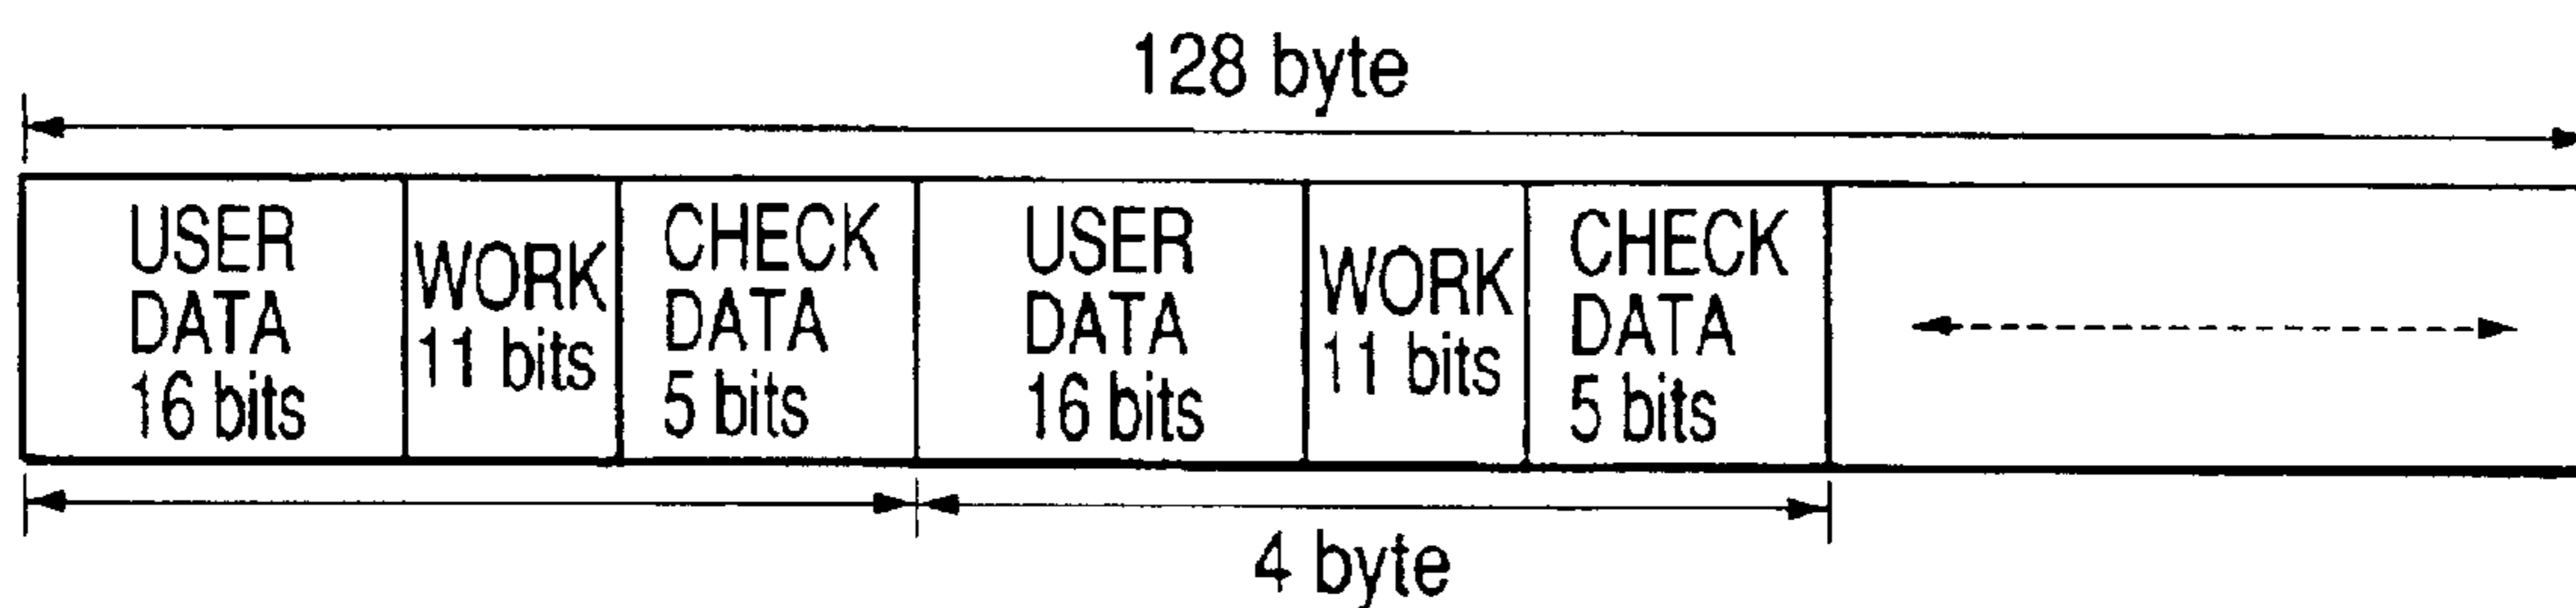 128 byte
USER
DATA
16 bits
WORK
11 bits
CHECK
DATA
5 bits
USER
DATA
16 bits
WORK
11 bits
CHECK
DATA
5 bits
4 byte